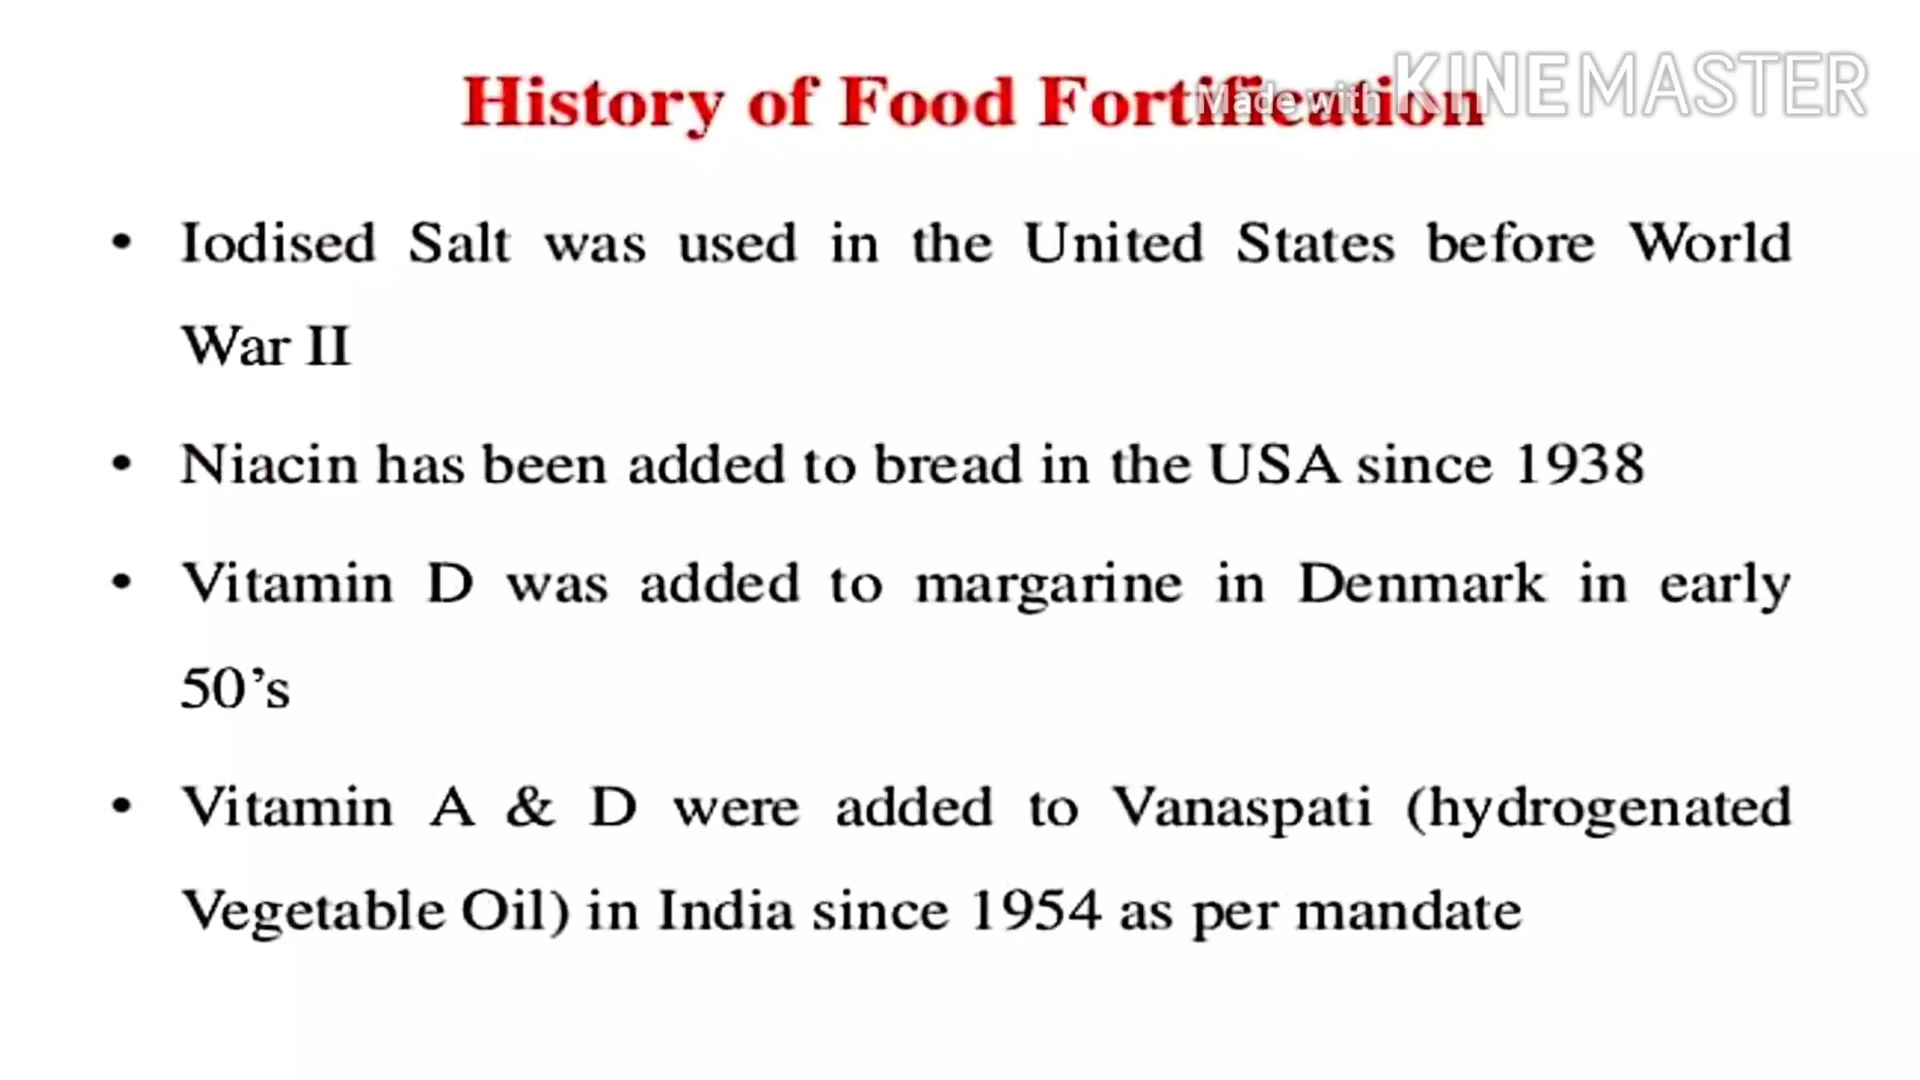 History of Food Fortification
Made with KINEMASTER
• Iodised Salt was used in the United States before World
War II
• Niacin has been added to bread in the USA since 1938
• Vitamin D was added to margarine in Denmark in early
50’s
• Vitamin A & D were added to Vanaspati (hydrogenated
Vegetable Oil) in India since 1954 as per mandate